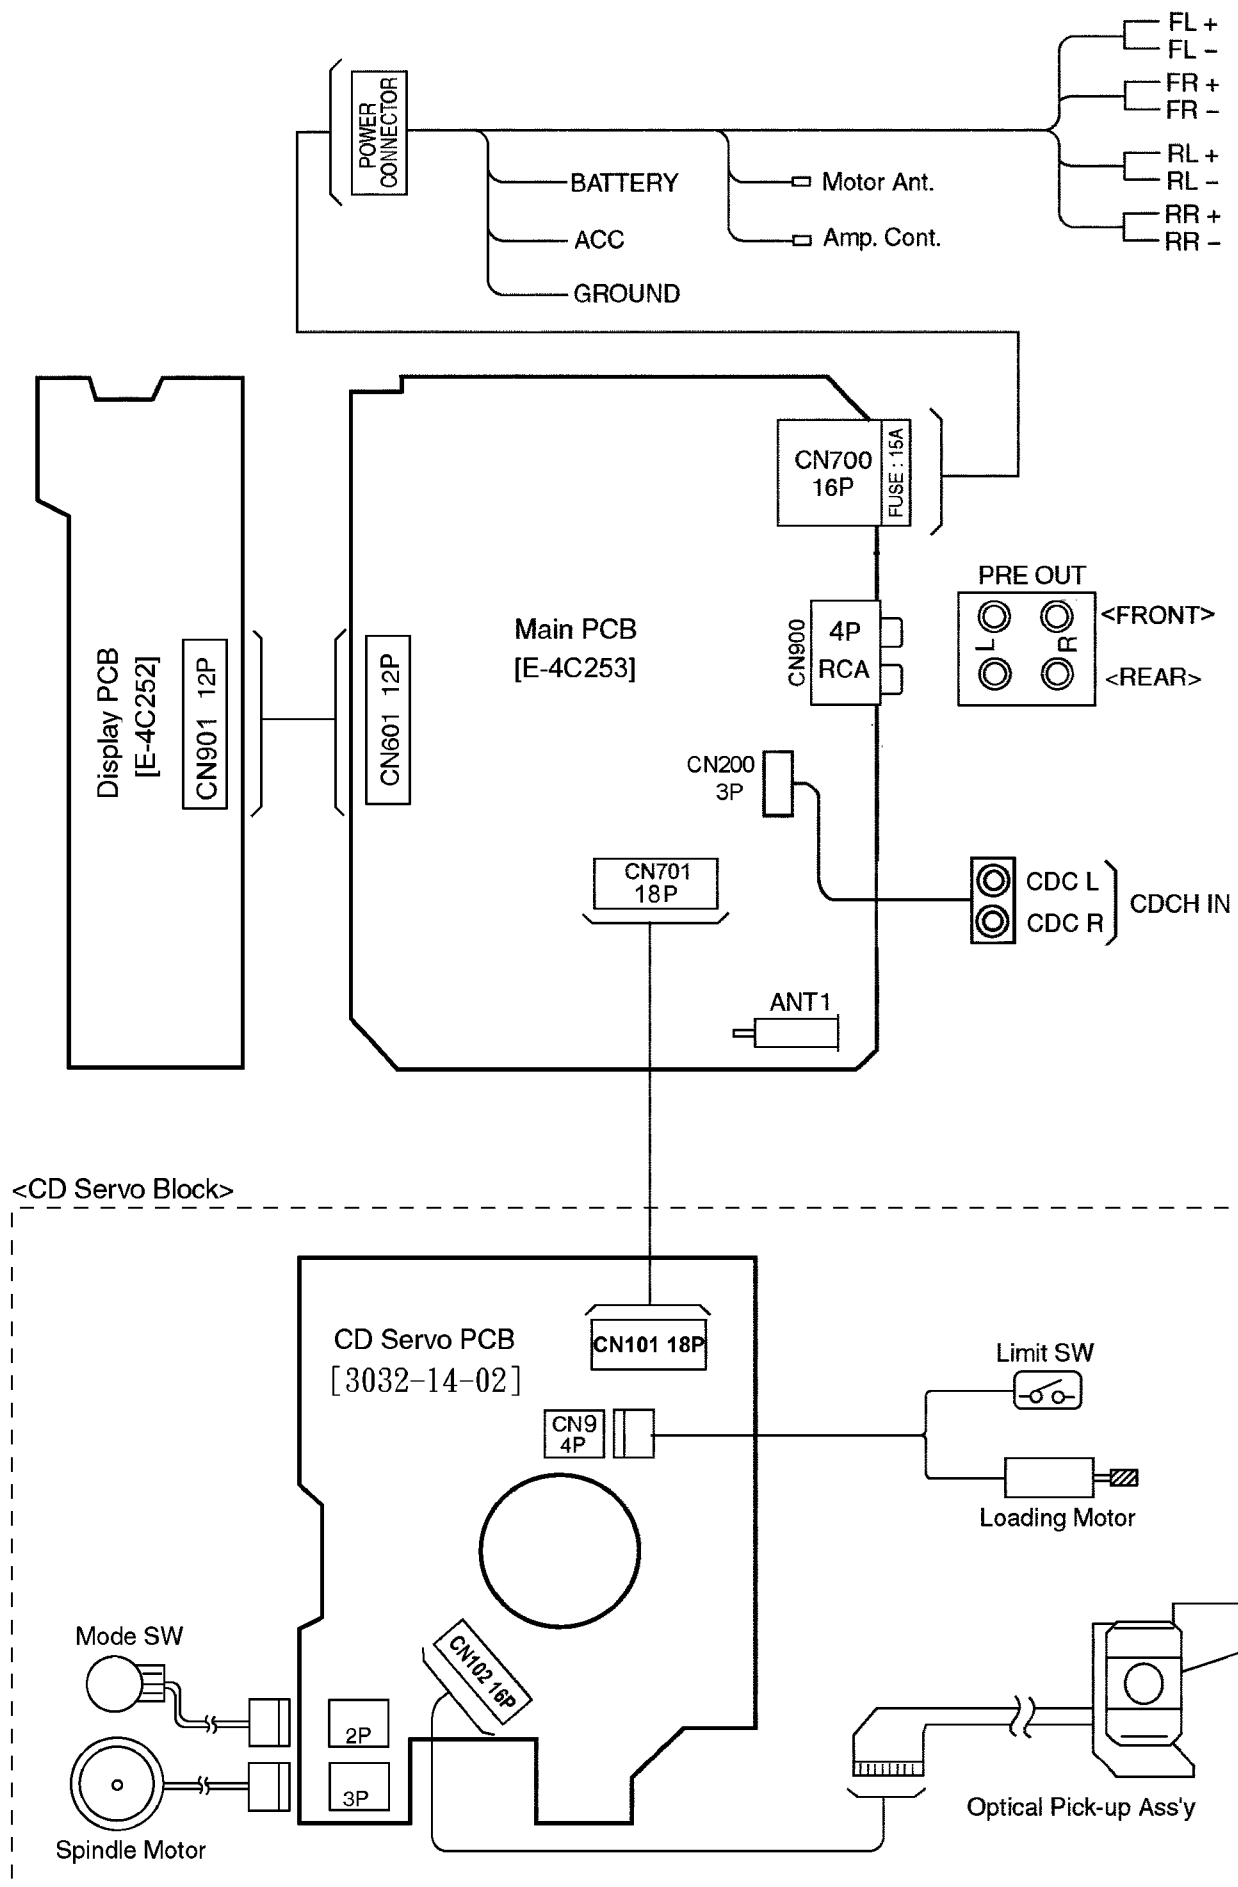 FL +
FL −
FR +
FR −
RL +
RL −
RR +
RR −
POWER
CONNECTOR
BATTERY
ACC
GROUND
Motor Ant.
Amp. Cont.
CN700
16P
FUSE : 15A
PRE OUT
<FRONT>
L
R
<REAR>
Display PCB
[E-4C252]
CN901 12P
CN601 12P
Main PCB
[E-4C253]
CN900
4P
RCA
CN200
3P
CN701
18P
CDC L
CDC R
CDCH IN
ANT1
<CD Servo Block>
CD Servo PCB
[3032-14-02]
CN101 18P
CN9
4P
Limit SW
Loading Motor
Mode SW
CN102 16P
2P
3P
Spindle Motor
Optical Pick-up Ass'y